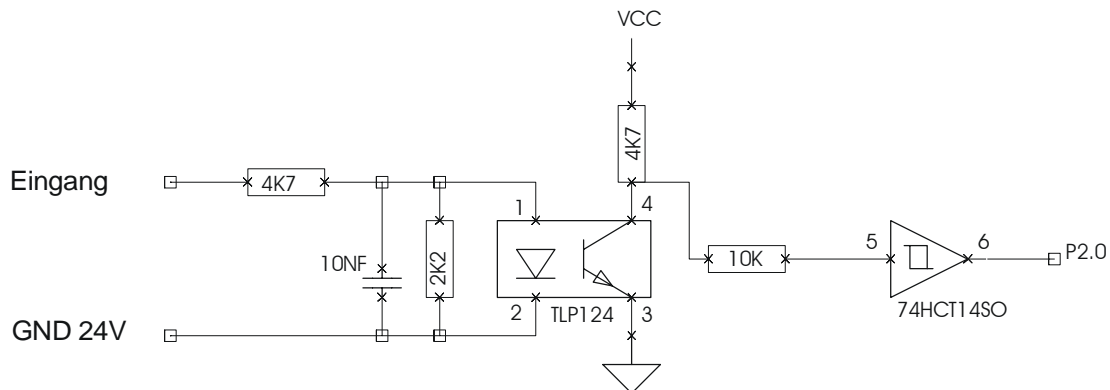 VCC
4K7
Eingang
4K7
1
4
5
6
P2.0
10K
10NF
2K2
2
TLP124
3
74HCT14SO
GND 24V